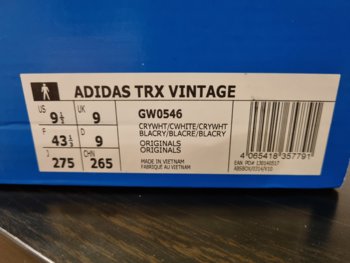 ADIDAS TRX VINTAGE
US 9½ UK 9
F 43⅓ D 9
J 275 CHN 265
GW0546
CRYWHT/CWHITE/CRYWHT
BLACRY/BLACRE/BLACRY
ORIGINALS
ORIGINALS
MADE IN VIETNAM
FABRIQUÉ AU VIETNAM
4 065418 357791